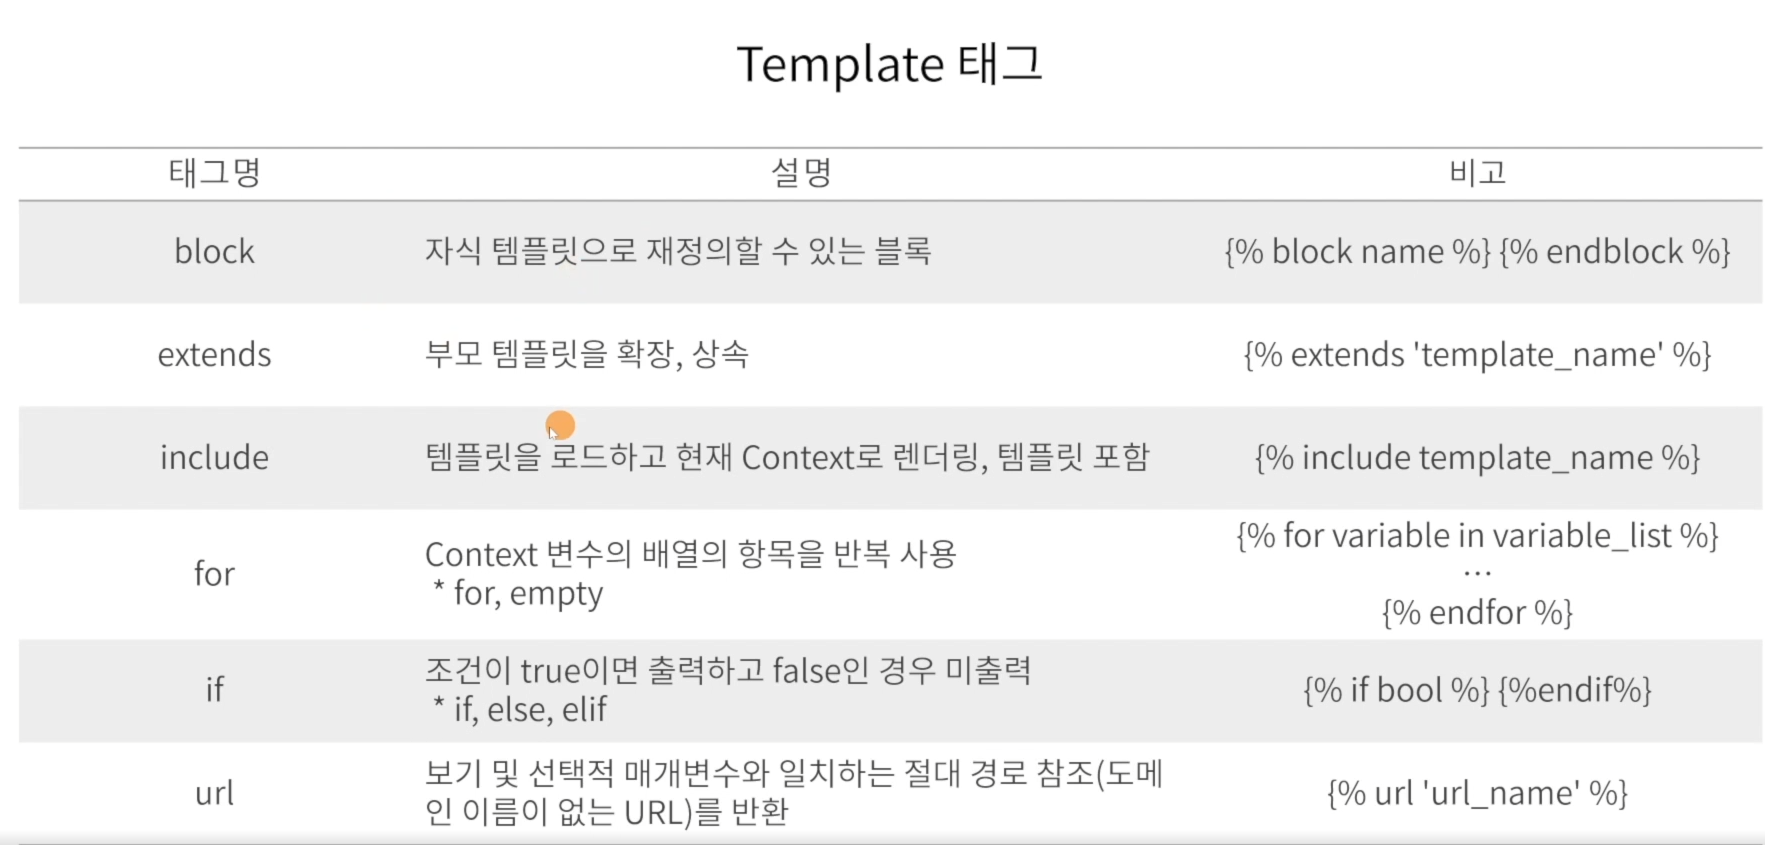 Template 태그
태그명 설명 비고
block 자식 템플릿으로 재정의할 수 있는 블록 {% block name %} {% endblock %}
extends 부모 템플릿을 확장, 상속 {% extends 'template_name' %}
include 템플릿을 로드하고 현재 Context로 렌더링, 템플릿 포함 {% include template_name %}
for
Context 변수의 배열의 항목을 반복 사용
* for, empty
{% for variable in variable_list %}
...
{% endfor %}
if
조건이 true이면 출력하고 false인 경우 미출력
* if, else, elif
{% if bool %} {%endif%}
url
보기 및 선택적 매개변수와 일치하는 절대 경로 참조(도메
인 이름이 없는 URL)를 반환
{% url 'url_name' %}